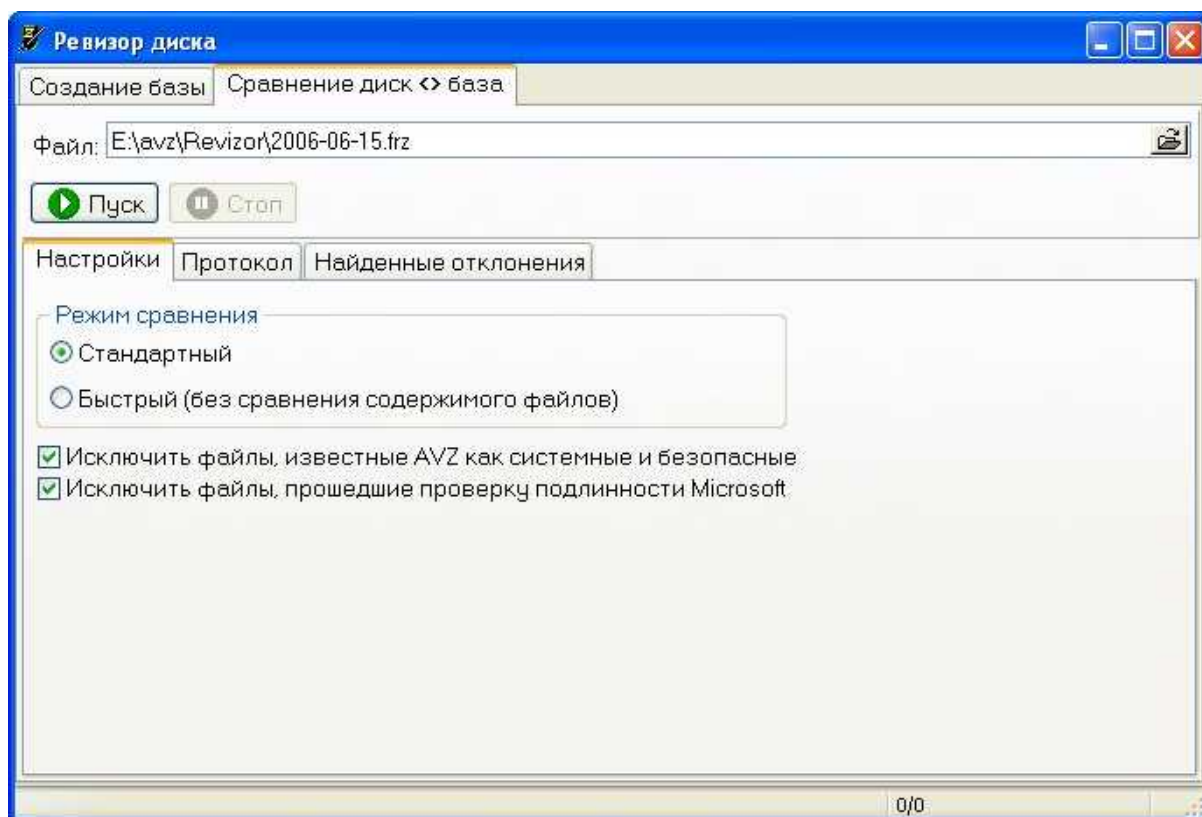 Ревизор диска
Создание базы
Сравнение диск <> база
Файл: E:\avz\Revizor\2006-06-15.frz
Пуск
Стоп
Настройки
Протокол
Найденные отклонения
Режим сравнения
Стандартный
Быстрый (без сравнения содержимого файлов)
Исключить файлы, известные AVZ как системные и безопасные
Исключить файлы, прошедшие проверку подлинности Microsoft
0/0